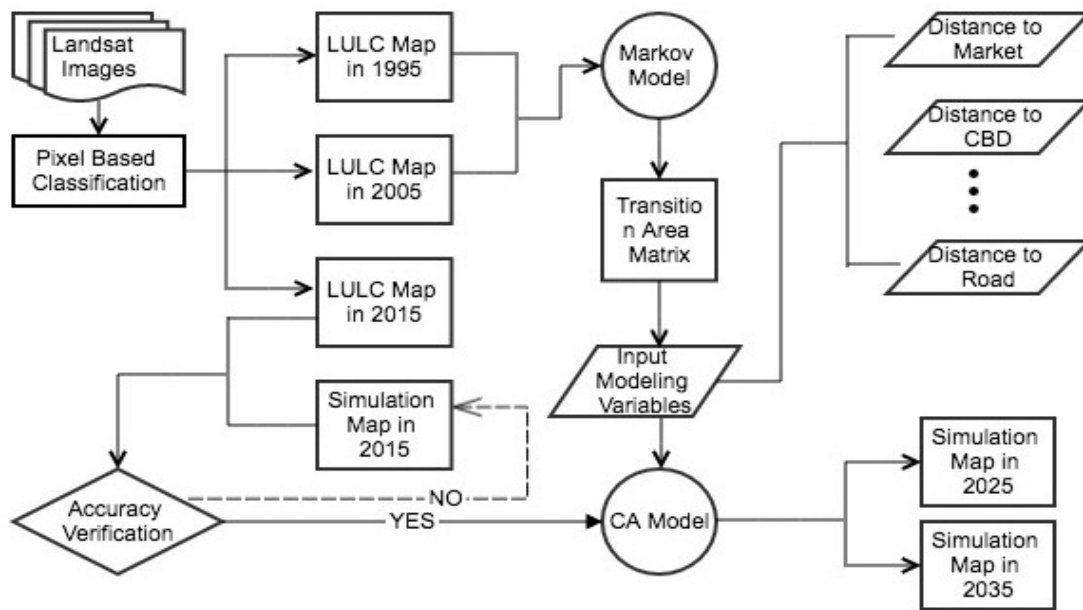 Landsat
Images
Pixel Based
Classification
LULC Map
in 1995
LULC Map
in 2005
LULC Map
in 2015
Simulation
Map in
2015
Accuracy
Verification
NO
YES
Markov
Model
Transitio
n Area
Matrix
Input
Modeling
Variables
CA Model
Distance to
Market
Distance to
CBD
Distance to
Road
Simulation
Map in
2025
Simulation
Map in
2035